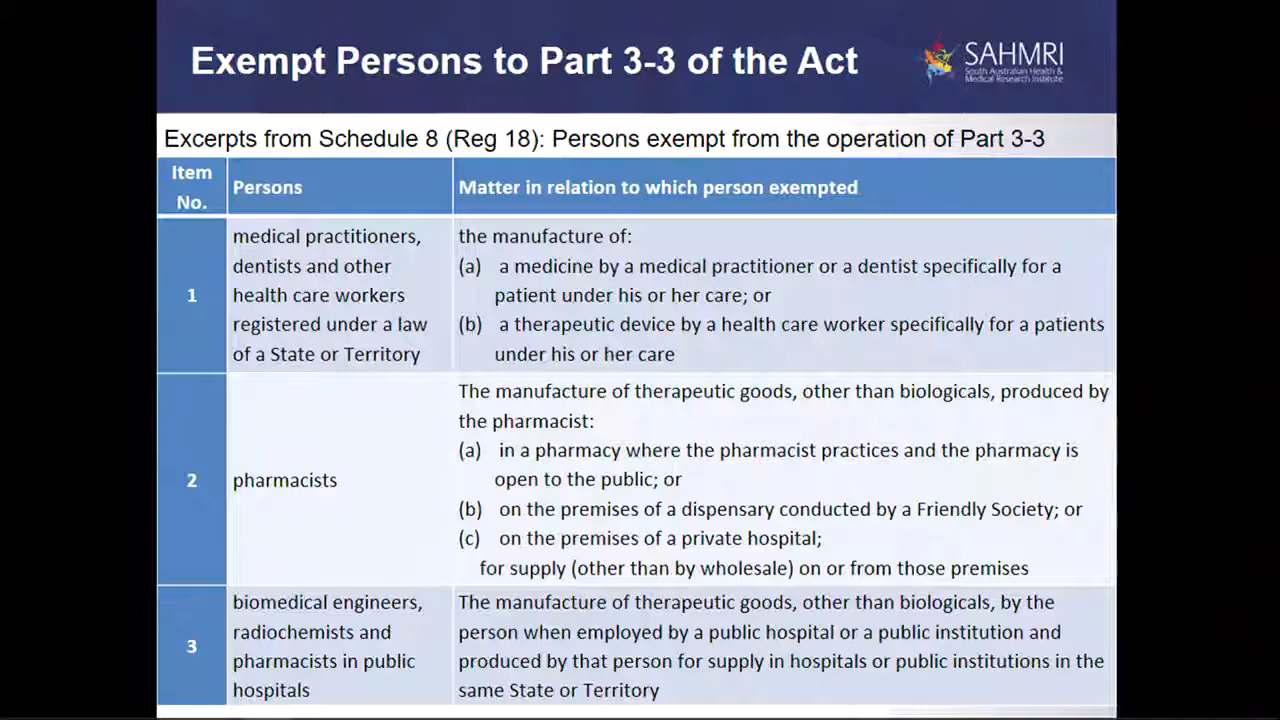 Exempt Persons to Part 3-3 of the Act
SAHMRI
South Australian Health &
Medical Research Institute
Excerpts from Schedule 8 (Reg 18): Persons exempt from the operation of Part 3-3
Item
No.
Persons
Matter in relation to which person exempted
1
medical practitioners,
dentists and other
health care workers
registered under a law
of a State or Territory
the manufacture of:
(a) a medicine by a medical practitioner or a dentist specifically for a
patient under his or her care; or
(b) a therapeutic device by a health care worker specifically for a patients
under his or her care
2
pharmacists
The manufacture of therapeutic goods, other than biologicals, produced by
the pharmacist:
(a) in a pharmacy where the pharmacist practices and the pharmacy is
open to the public; or
(b) on the premises of a dispensary conducted by a Friendly Society; or
(c) on the premises of a private hospital;
for supply (other than by wholesale) on or from those premises
3
biomedical engineers,
radiochemists and
pharmacists in public
hospitals
The manufacture of therapeutic goods, other than biologicals, by the
person when employed by a public hospital or a public institution and
produced by that person for supply in hospitals or public institutions in the
same State or Territory